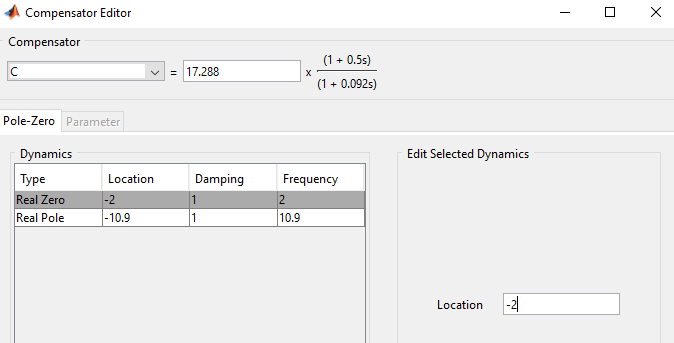 Compensator Editor
Compensator
C = 17.288 x (1 + 0.5s)
(1 + 0.092s)
Pole-Zero Parameter
Dynamics
Type Location Damping Frequency
Real Zero -2 1 2
Real Pole -10.9 1 10.9
Edit Selected Dynamics
Location -2